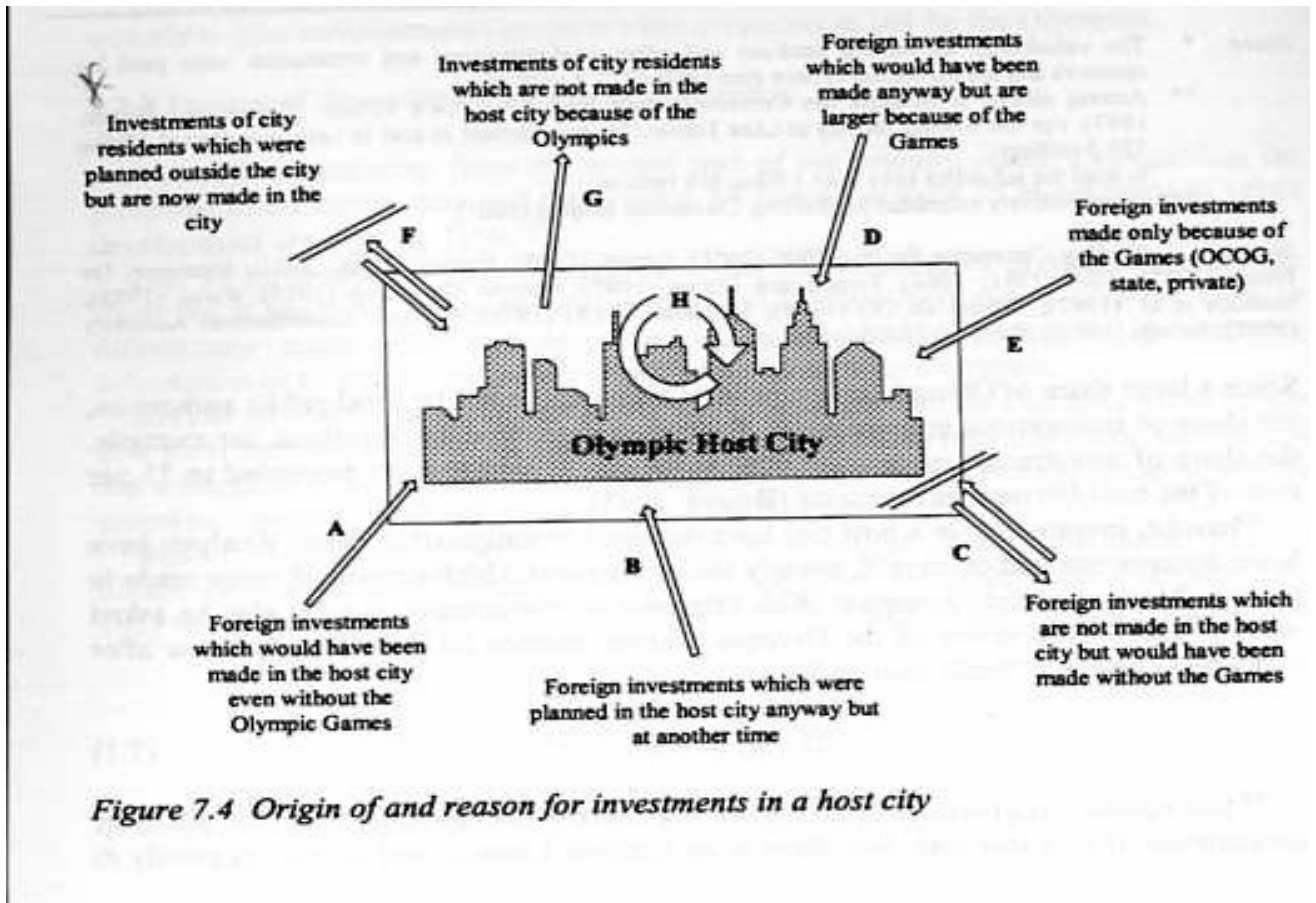 Investments of city
residents which were
planned outside the city
but are now made in the
city
Investments of city residents
which are not made in the
host city because of the
Olympics
Foreign investments
which would have been
made anyway but are
larger because of the
Games
Foreign investments
made only because of
the Games (OCOG,
state, private)
F
G
D
H
E
Olympic Host City
A
B
C
Foreign investments
which would have been
made in the host city
even without the
Olympic Games
Foreign investments which were
planned in the host city anyway but
at another time
Foreign investments which
are not made in the host
city but would have been
made without the Games
Figure 7.4 Origin of and reason for investments in a host city